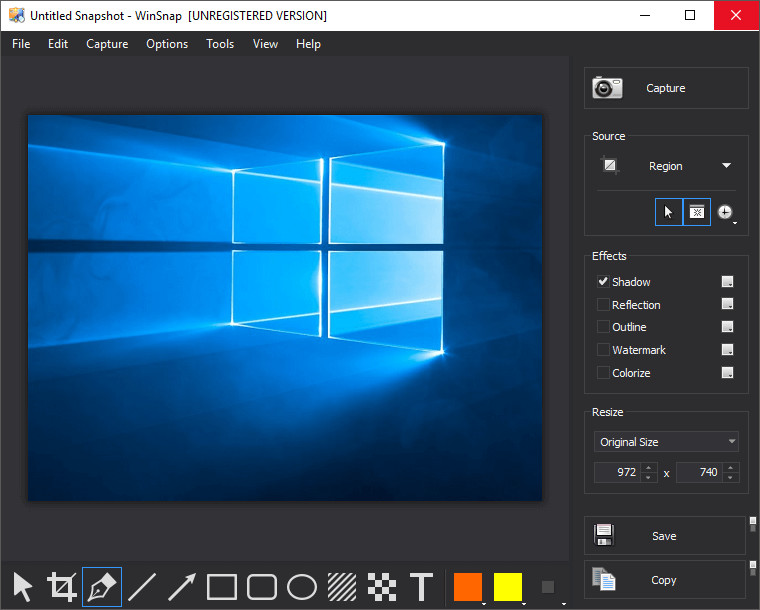 Untitled Snapshot - WinSnap [UNREGISTERED VERSION]
File Edit Capture Options Tools View Help
Capture
Source
Region
Effects
Shadow
Reflection
Outline
Watermark
Colorize
Resize
Original Size
972 x 740
Save
Copy
T